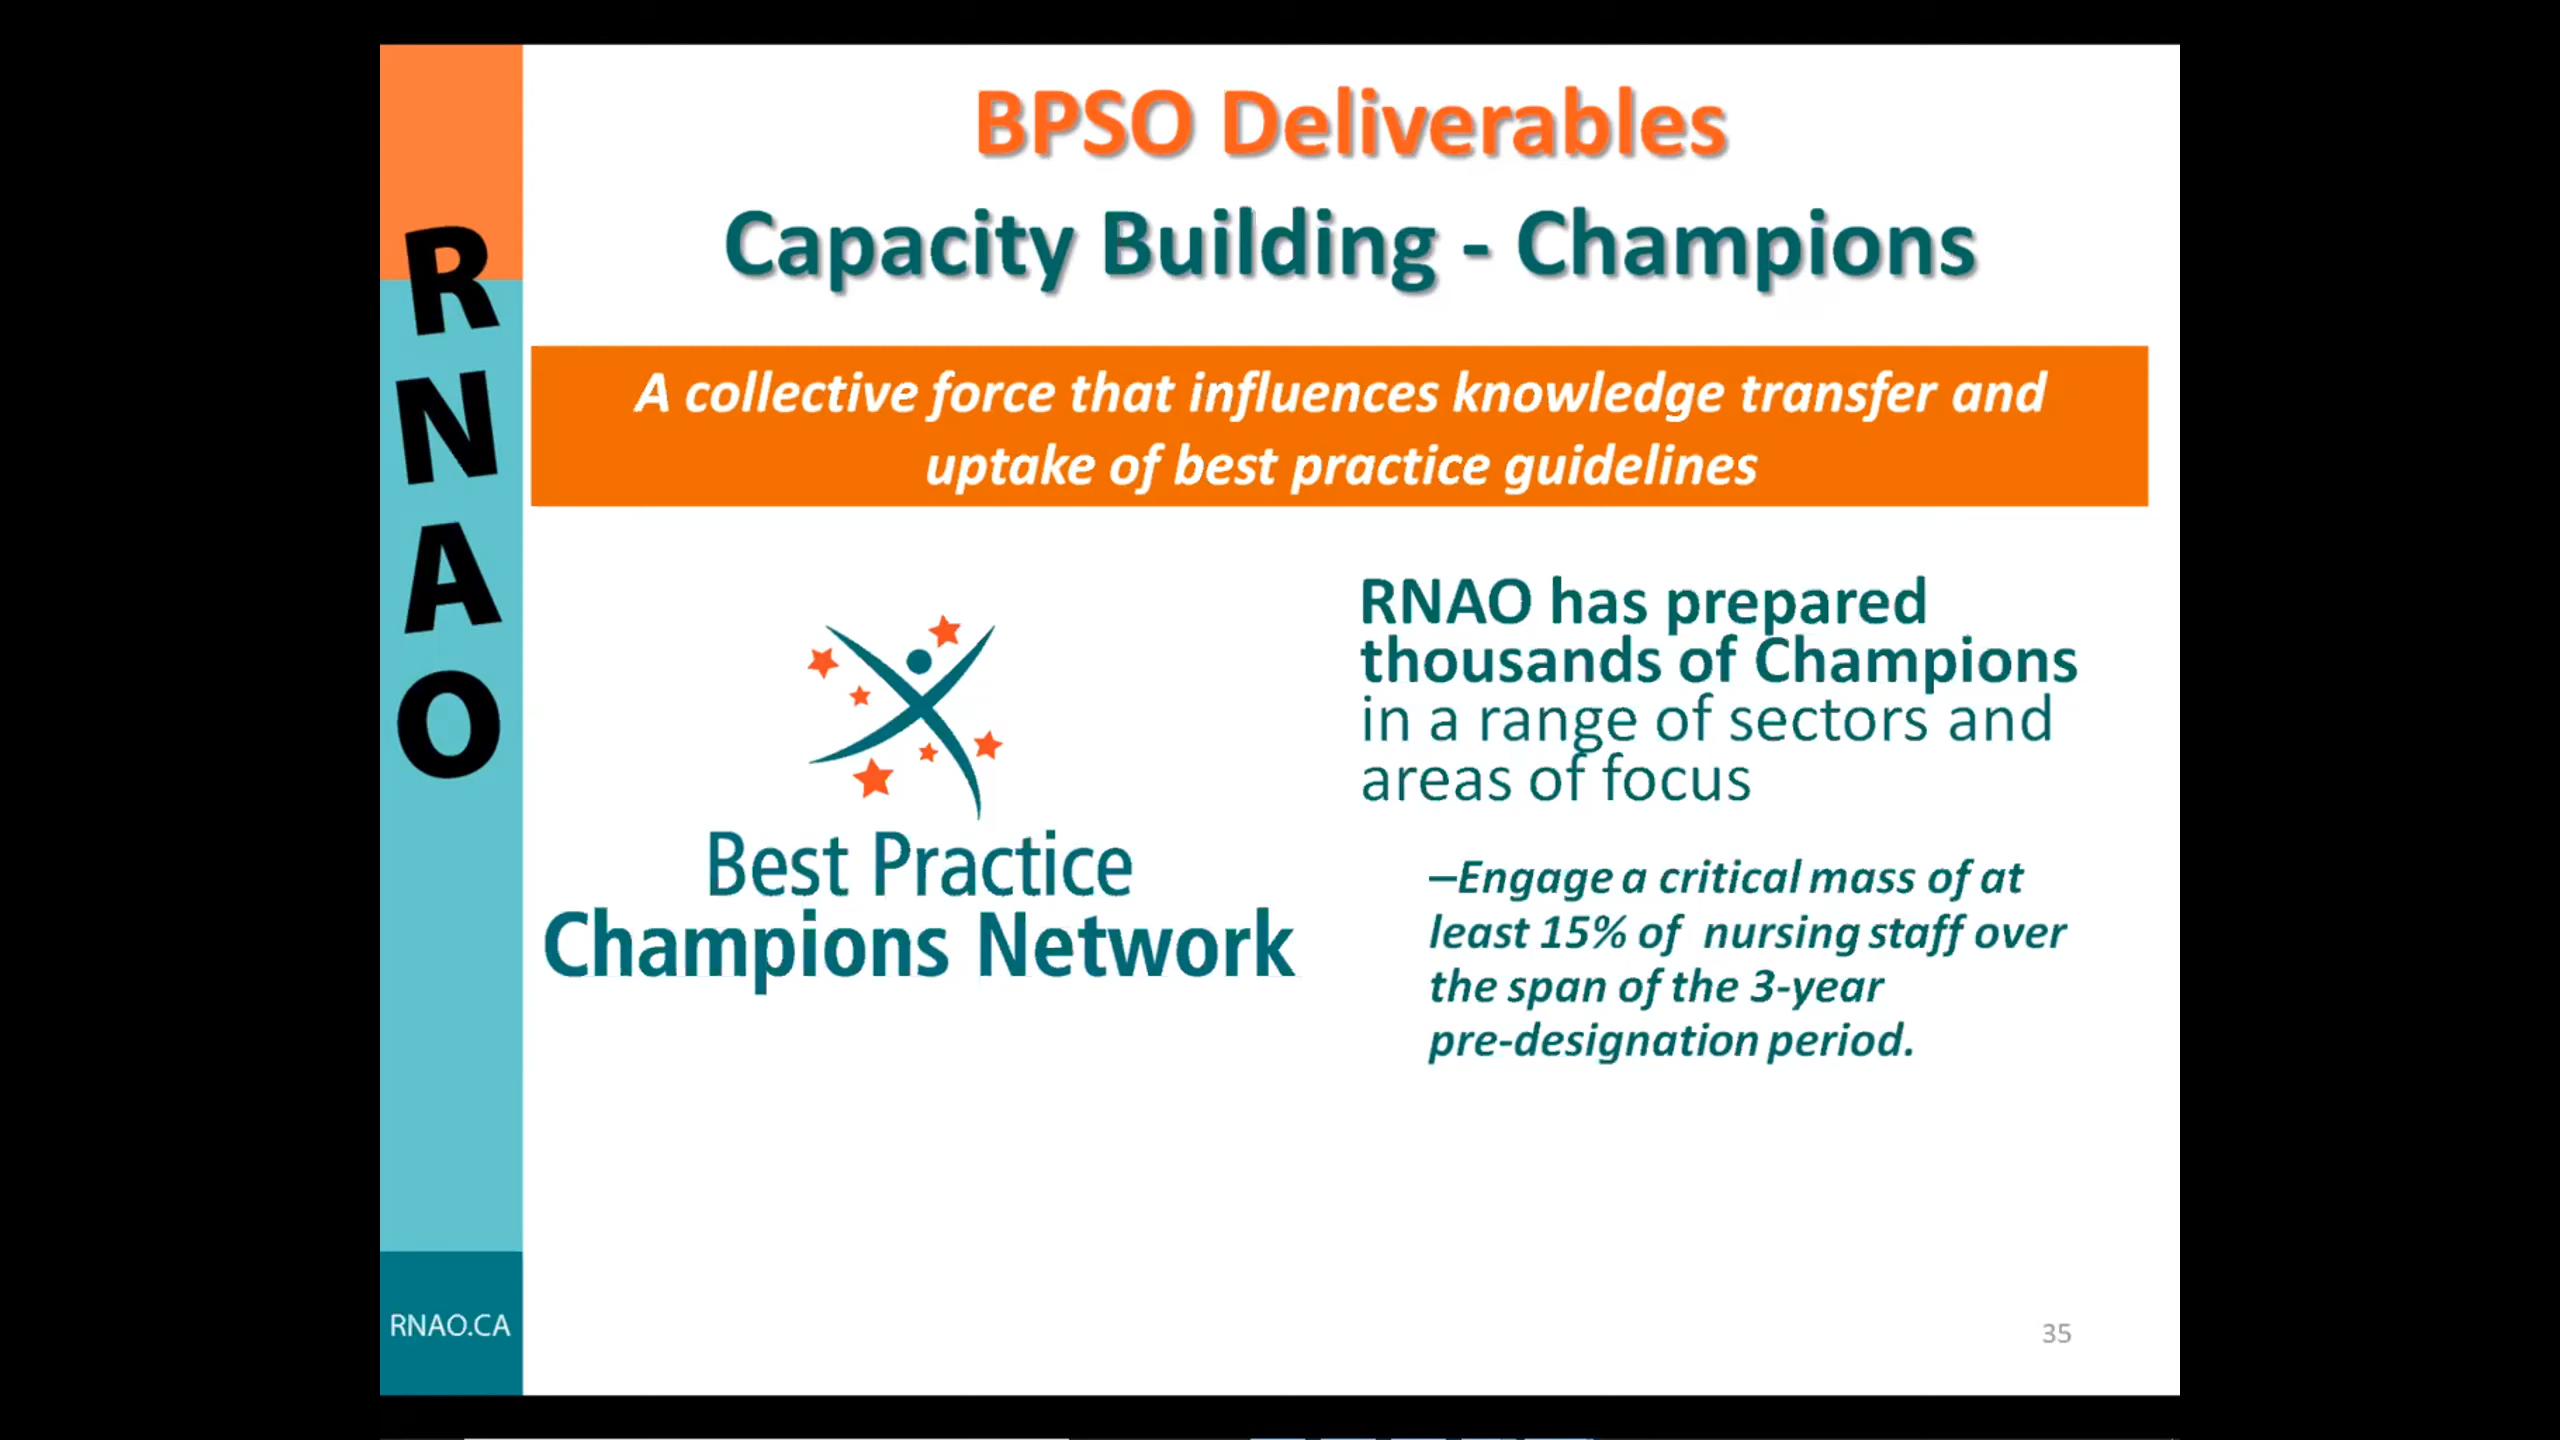 BPSO Deliverables
Capacity Building - Champions
A collective force that influences knowledge transfer and
uptake of best practice guidelines
RNAO
Best Practice
Champions Network
RNAO has prepared
thousands of Champions
in a range of sectors and
areas of focus
–Engage a critical mass of at
least 15% of nursing staff over
the span of the 3-year
pre-designation period.
RNAO.CA
35